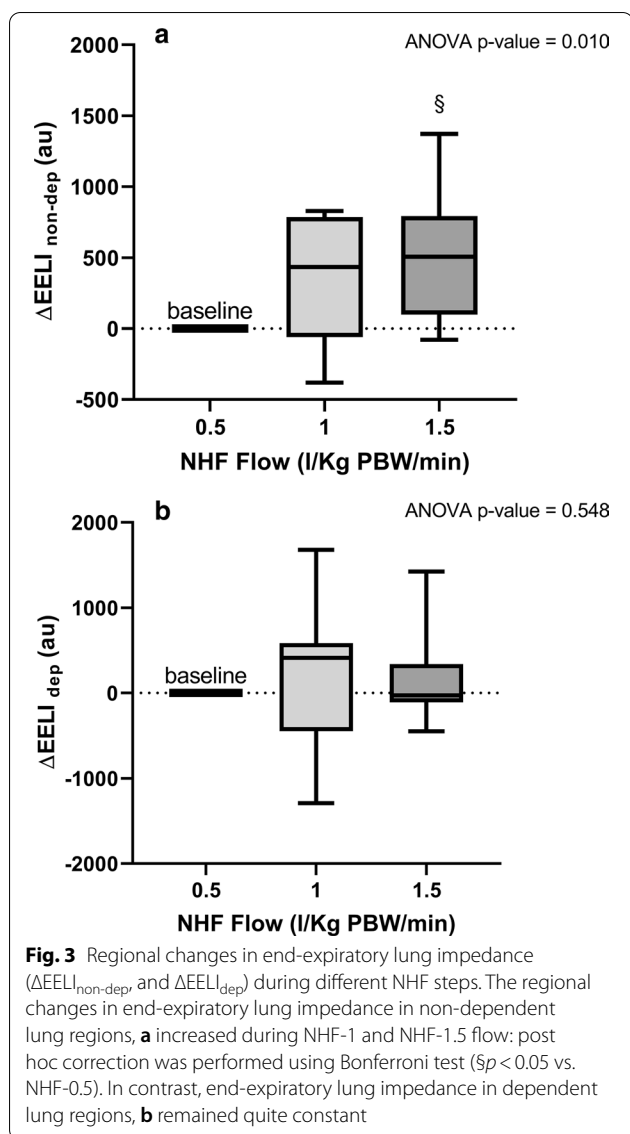 a
ANOVA p-value = 0.010
2000
1500
1000
500
0
-500
ΔEELI non-dep (au)
baseline
§
0.5 1 1.5
NHF Flow (l/Kg PBW/min)
b
ANOVA p-value = 0.548
2000
1000
0
-1000
-2000
ΔEELI dep (au)
baseline
0.5 1 1.5
NHF Flow (l/Kg PBW/min)
Fig. 3 Regional changes in end-expiratory lung impedance
(ΔEELInon-dep, and ΔEELIdep) during different NHF steps. The regional
changes in end-expiratory lung impedance in non-dependent
lung regions, a increased during NHF-1 and NHF-1.5 flow: post
hoc correction was performed using Bonferroni test (§p < 0.05 vs.
NHF-0.5). In contrast, end-expiratory lung impedance in dependent
lung regions, b remained quite constant